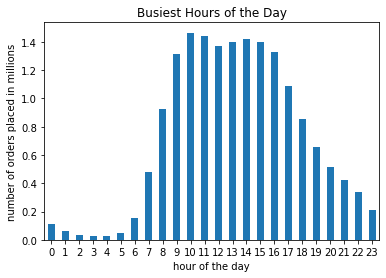 Busiest Hours of the Day
number of orders placed in millions
1.4
1.2
1.0
0.8
0.6
0.4
0.2
0.0
0 1 2 3 4 5 6 7 8 9 10 11 12 13 14 15 16 17 18 19 20 21 22 23
hour of the day